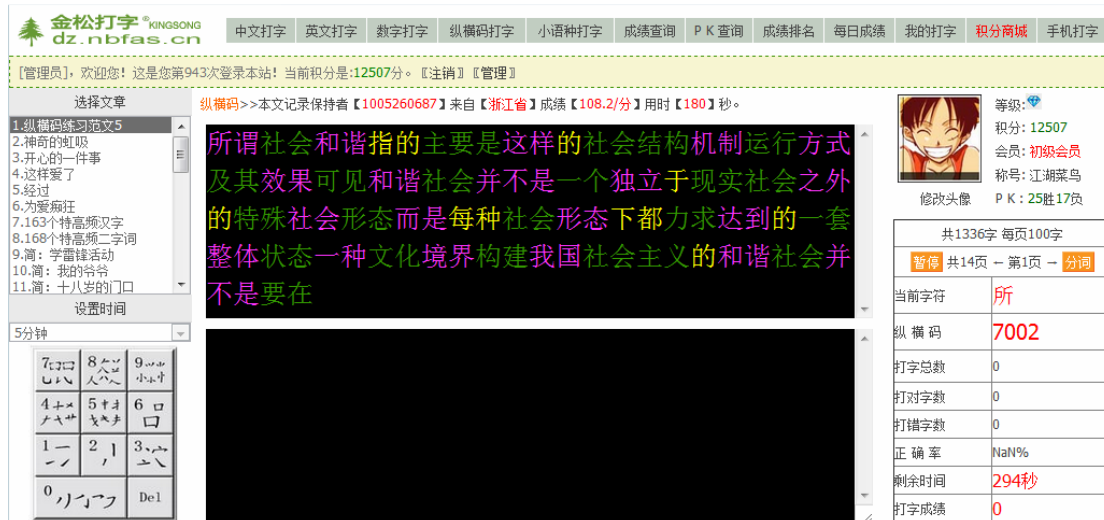 金松打字®KINGSONG
dz.nbfas.cn
中文打字 英文打字 数字打字 纵横码打字 小语种打字 成绩查询 P K 查询 成绩排名 每日成绩 我的打字 积分商城 手机打字
[管理员]，欢迎您！这是您第943次登录本站！当前积分是:12507分。〖注销〗〖管理〗
选择文章
1.纵横码练习范文5
2.神奇的虹吸
3.开心的一件事
4.这样爱了
5.经过
6.为爱痴狂
7.163个特高频汉字
8.168个特高频二字词
9.简：学雷锋活动
10.简：我的爷爷
11.简：十八岁的门口
设置时间
5分钟
7
8
9
4
5
6
1
2
3
0
Del
纵横码>>本文记录保持者【1005260687】来自【浙江省】成绩【108.2/分】用时【180】秒。
所谓社会和谐指的主要是这样的社会结构机制运行方式
及其效果可见和谐社会并不是一个独立于现实社会之外
的特殊社会形态而是每种社会形态下都力求达到的一套
整体状态一种文化境界构建我国社会主义的和谐社会并
不是要在
等级:
积分: 12507
会员: 初级会员
称号: 江湖菜鸟
修改头像 P K : 25胜17负
共1336字 每页100字
暂停 共14页 ← 第1页 → 分词
当前字符 所
纵 横 码 7002
打字总数 0
打对字数 0
打错字数 0
正 确 率 NaN%
剩余时间 294秒
打字成绩 0